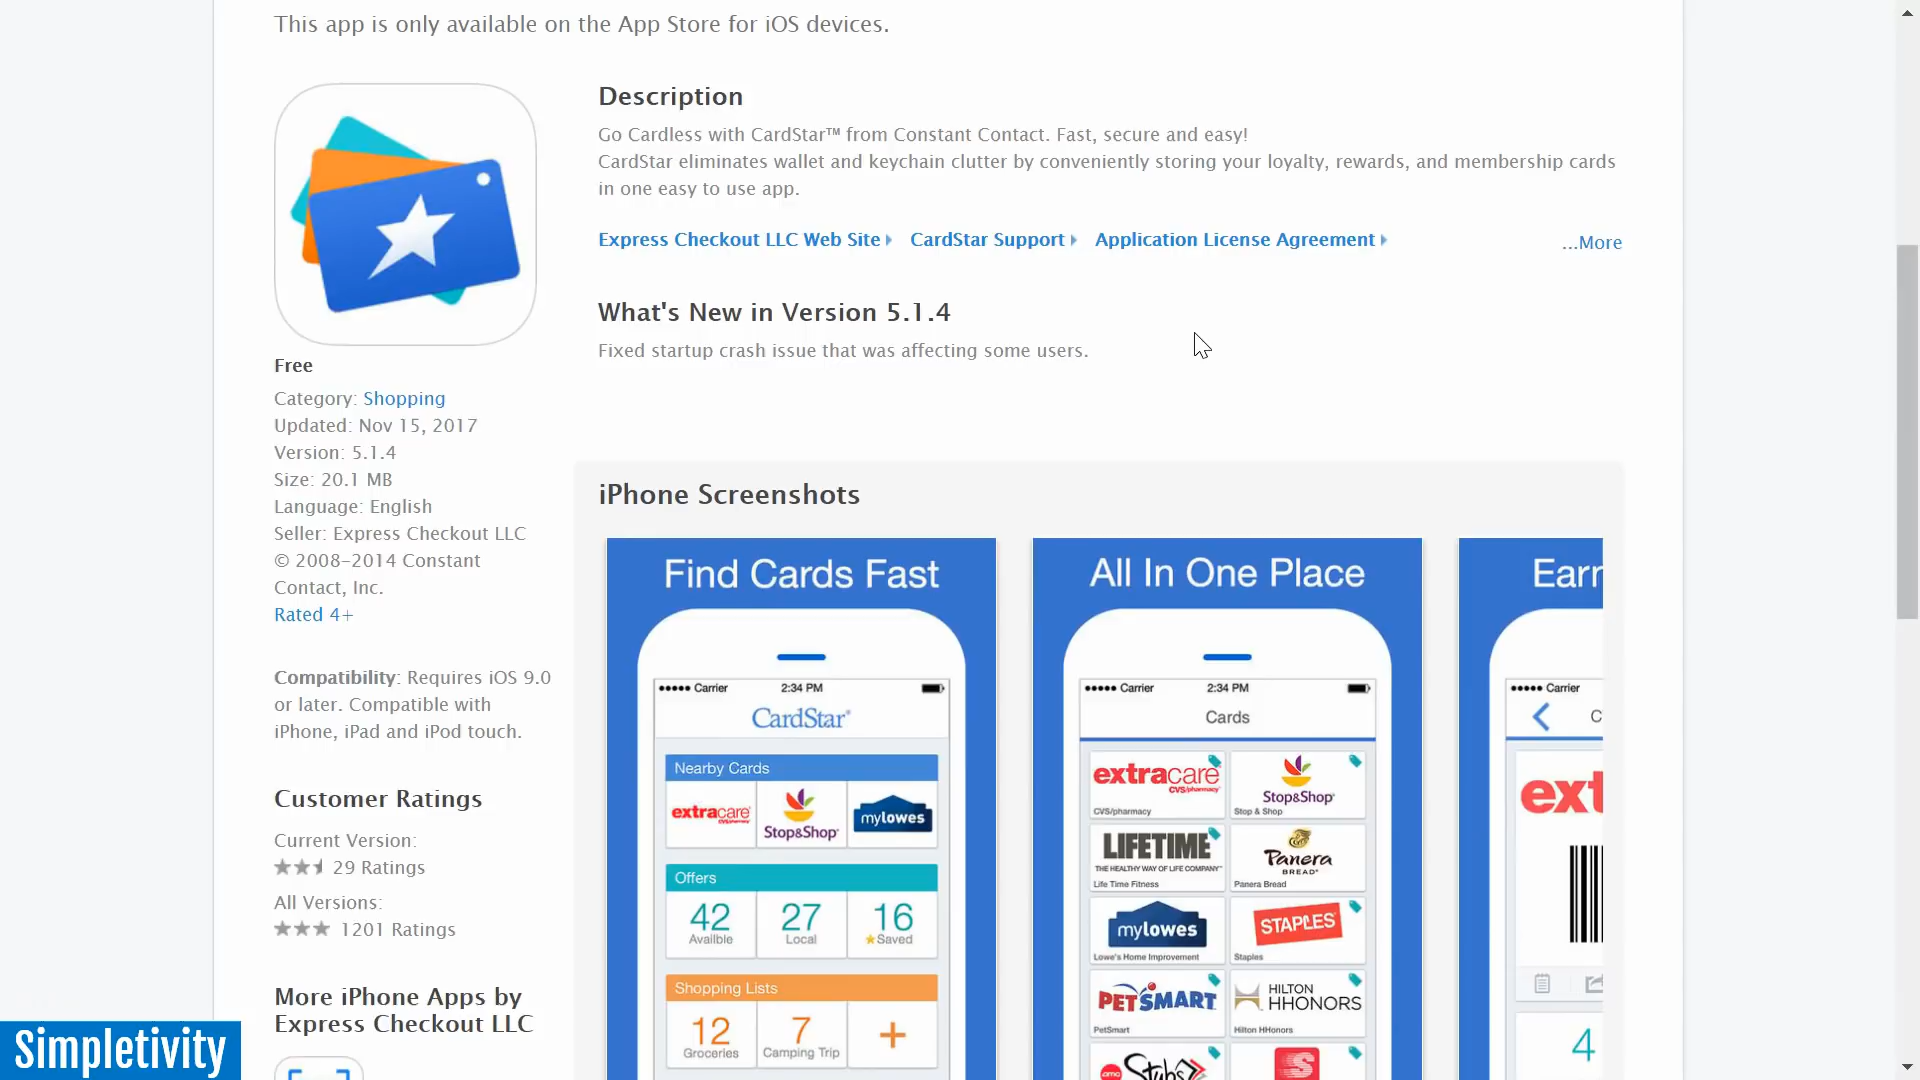 This app is only available on the App Store for iOS devices.
Description
Go Cardless with CardStar™ from Constant Contact. Fast, secure and easy!
CardStar eliminates wallet and keychain clutter by conveniently storing your loyalty, rewards, and membership cards
in one easy to use app.
Express Checkout LLC Web Site
CardStar Support
Application License Agreement
...More
What's New in Version 5.1.4
Fixed startup crash issue that was affecting some users.
Free
Category: Shopping
Updated: Nov 15, 2017
Version: 5.1.4
Size: 20.1 MB
Language: English
Seller: Express Checkout LLC
© 2008-2014 Constant
Contact, Inc.
Rated 4+
Compatibility: Requires iOS 9.0
or later. Compatible with
iPhone, iPad and iPod touch.
Customer Ratings
Current Version:
29 Ratings
All Versions:
1201 Ratings
More iPhone Apps by
Express Checkout LLC
Simpletivity
iPhone Screenshots
Find Cards Fast
Carrier 2:34 PM
CardStar®
Nearby Cards
extracare CVS/pharmacy
Stop&Shop
mylowes
Offers
42 27 16
Availble Local Saved
Shopping Lists
12 7 +
Groceries Camping Trip
All In One Place
Carrier 2:34 PM
Cards
extracare CVS/pharmacy
CVS/pharmacy
Stop&Shop
Stop & Shop
LIFETIME
THE HEALTHY WAY OF LIFE COMPANY
Life Time Fitness
Panera
BREAD®
Panera Bread
mylowes
Lowe's Home Improvement
STAPLES
Staples
PETSMART
PetSmart
HILTON
HHONORS
Hilton HHonors
amc Stubs
Earn
Carrier
C
ext
4